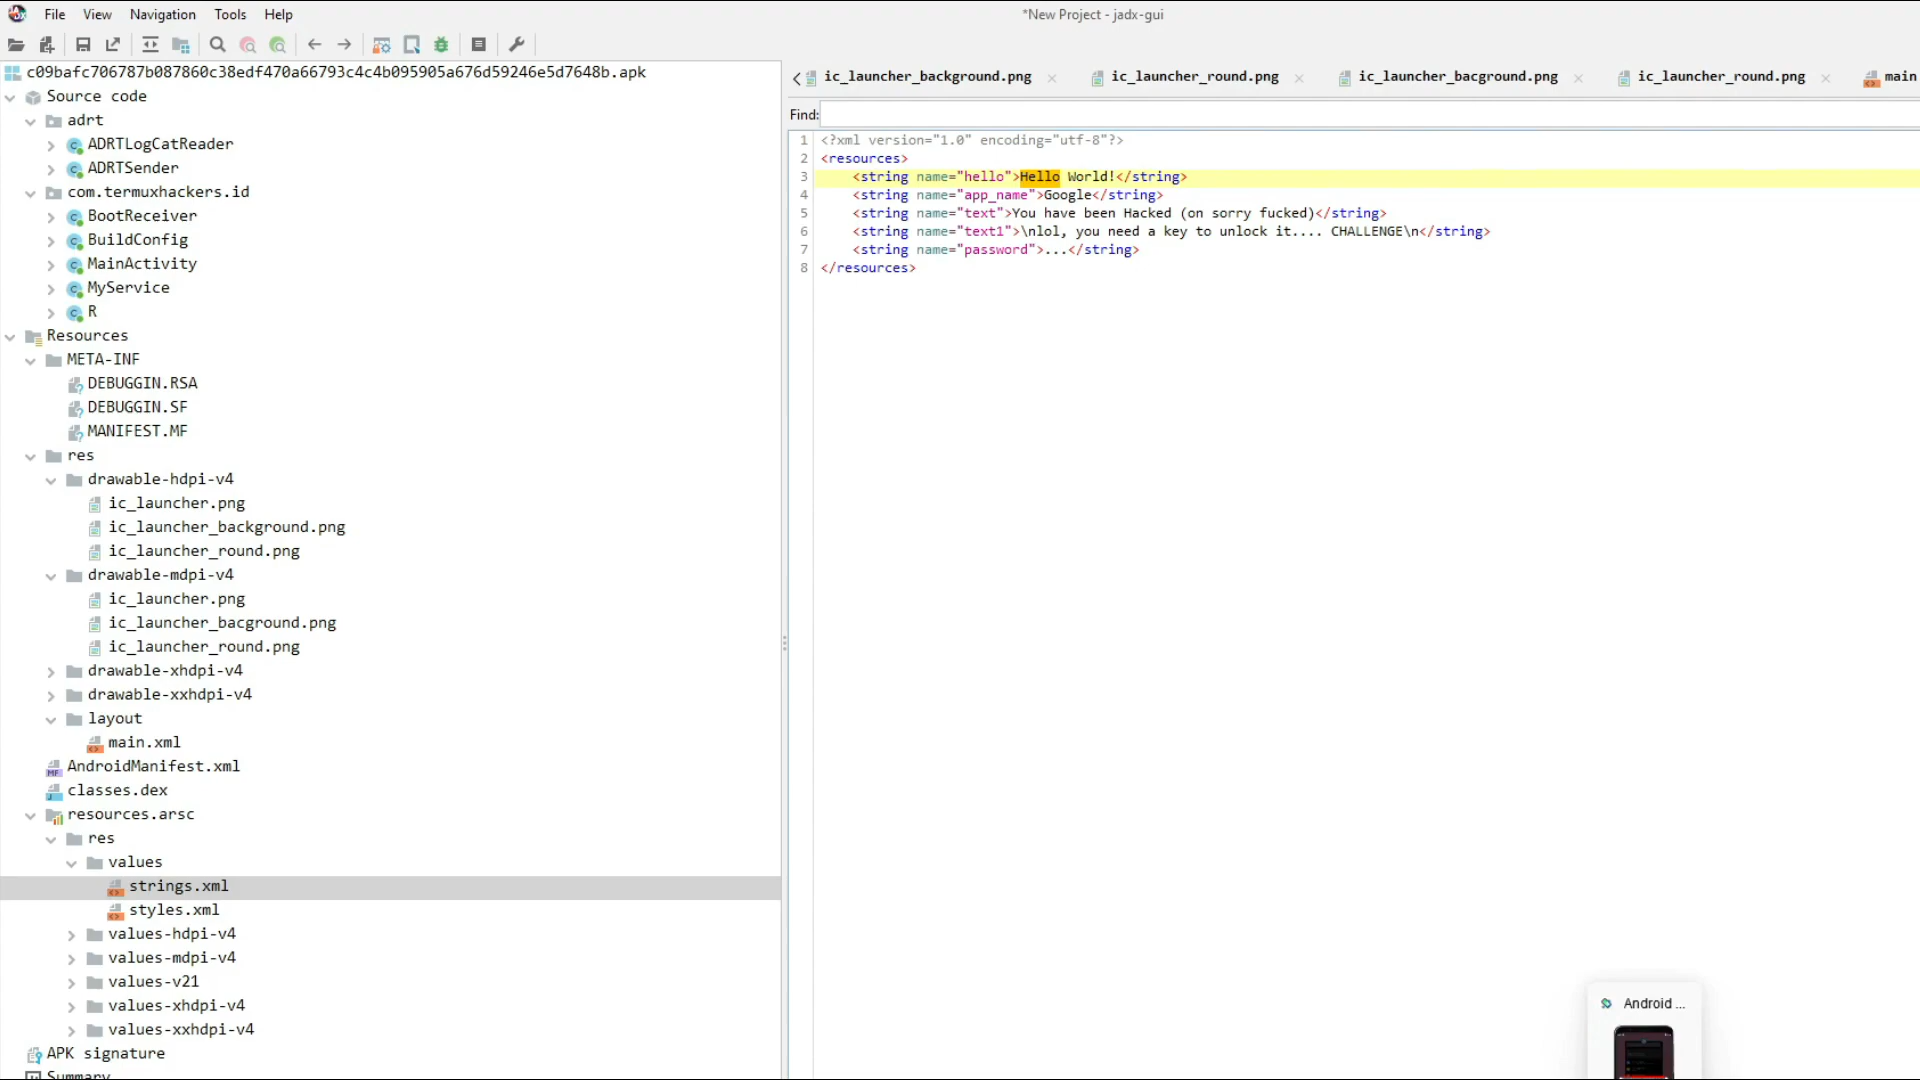 File View Navigation Tools Help
*New Project - jadx-gui
c09bafc706787b087860c38edf470a66793c4c4b095905a676d59246e5d7648b.apk
Source code
adrt
ADRTLogCatReader
ADRTSender
com.termuxhackers.id
BootReceiver
BuildConfig
MainActivity
MyService
R
Resources
META-INF
DEBUGGIN.RSA
DEBUGGIN.SF
MANIFEST.MF
res
drawable-hdpi-v4
ic_launcher.png
ic_launcher_background.png
ic_launcher_round.png
drawable-mdpi-v4
ic_launcher.png
ic_launcher_bacground.png
ic_launcher_round.png
drawable-xhdpi-v4
drawable-xxhdpi-v4
layout
main.xml
AndroidManifest.xml
classes.dex
resources.arsc
res
values
strings.xml
styles.xml
values-hdpi-v4
values-mdpi-v4
values-v21
values-xhdpi-v4
values-xxhdpi-v4
APK signature
Summary
ic_launcher_background.png ic_launcher_round.png ic_launcher_bacground.png ic_launcher_round.png main
Find:
1 <?xml version="1.0" encoding="utf-8"?>
2 <resources>
3 <string name="hello">Hello World!</string>
4 <string name="app_name">Google</string>
5 <string name="text">You have been Hacked (on sorry fucked)</string>
6 <string name="text1">\nlol, you need a key to unlock it.... CHALLENGE\n</string>
7 <string name="password">...</string>
8 </resources>
Android ...